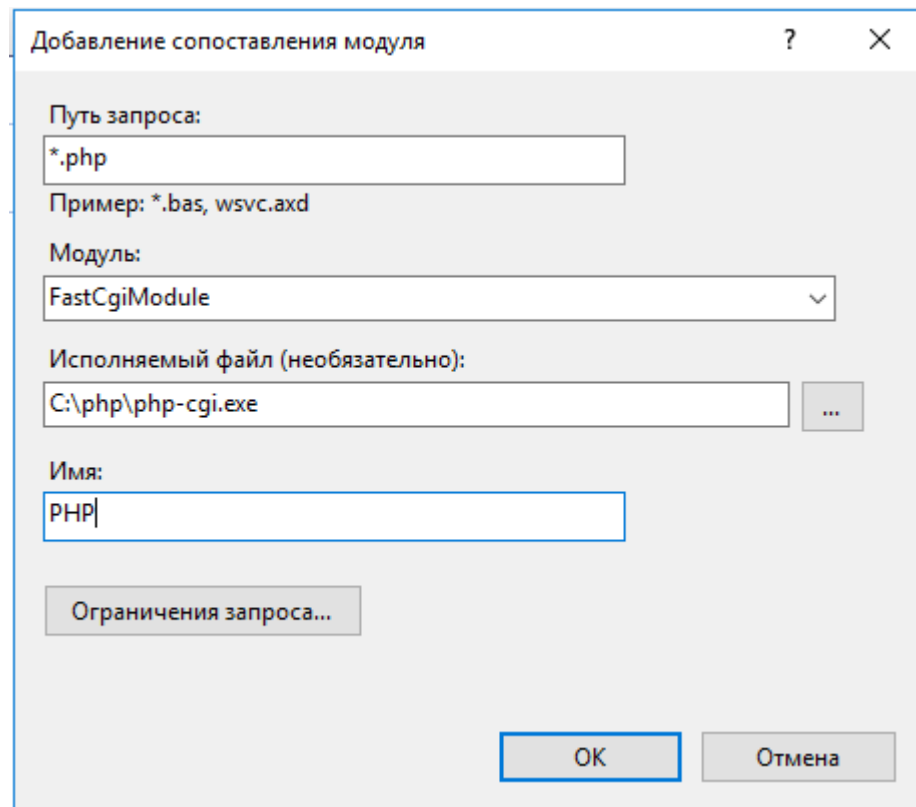 Добавление сопоставления модуля
?
Путь запроса:
*.php
Пример: *.bas, wsvc.axd
Модуль:
FastCgiModule
Исполняемый файл (необязательно):
C:\php\php-cgi.exe
...
Имя:
PHP
Ограничения запроса...
ОК
Отмена